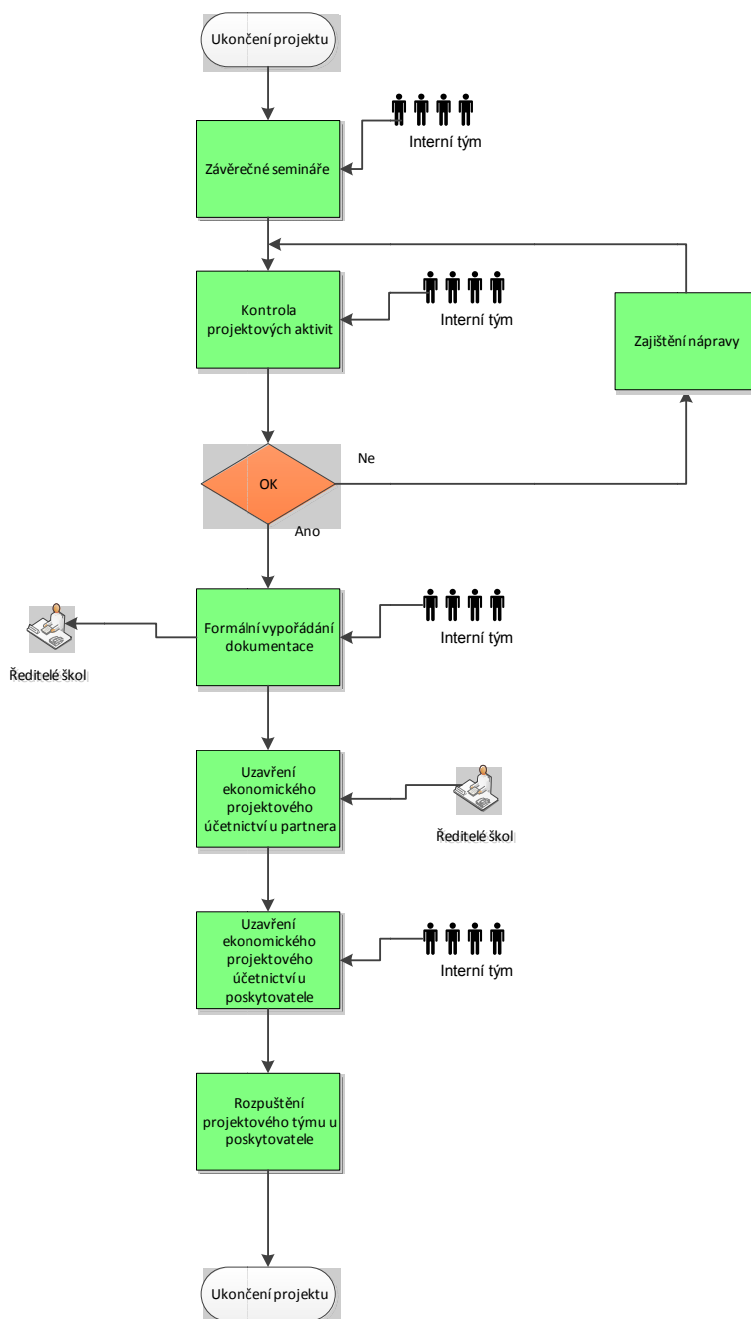 Ukončení projektu
Interní tým
Závěrečné semináře
Interní tým
Kontrola
projektových aktivit
Zajištění nápravy
Ne
OK
Ano
Formální vypořádání
dokumentace
Interní tým
Ředitelé škol
Uzavření
ekonomického
projektového
účetnictví u partnera
Ředitelé škol
Uzavření
ekonomického
projektového
účetnictví u
poskytovatele
Interní tým
Rozpuštění
projektového týmu u
poskytovatele
Ukončení projektu